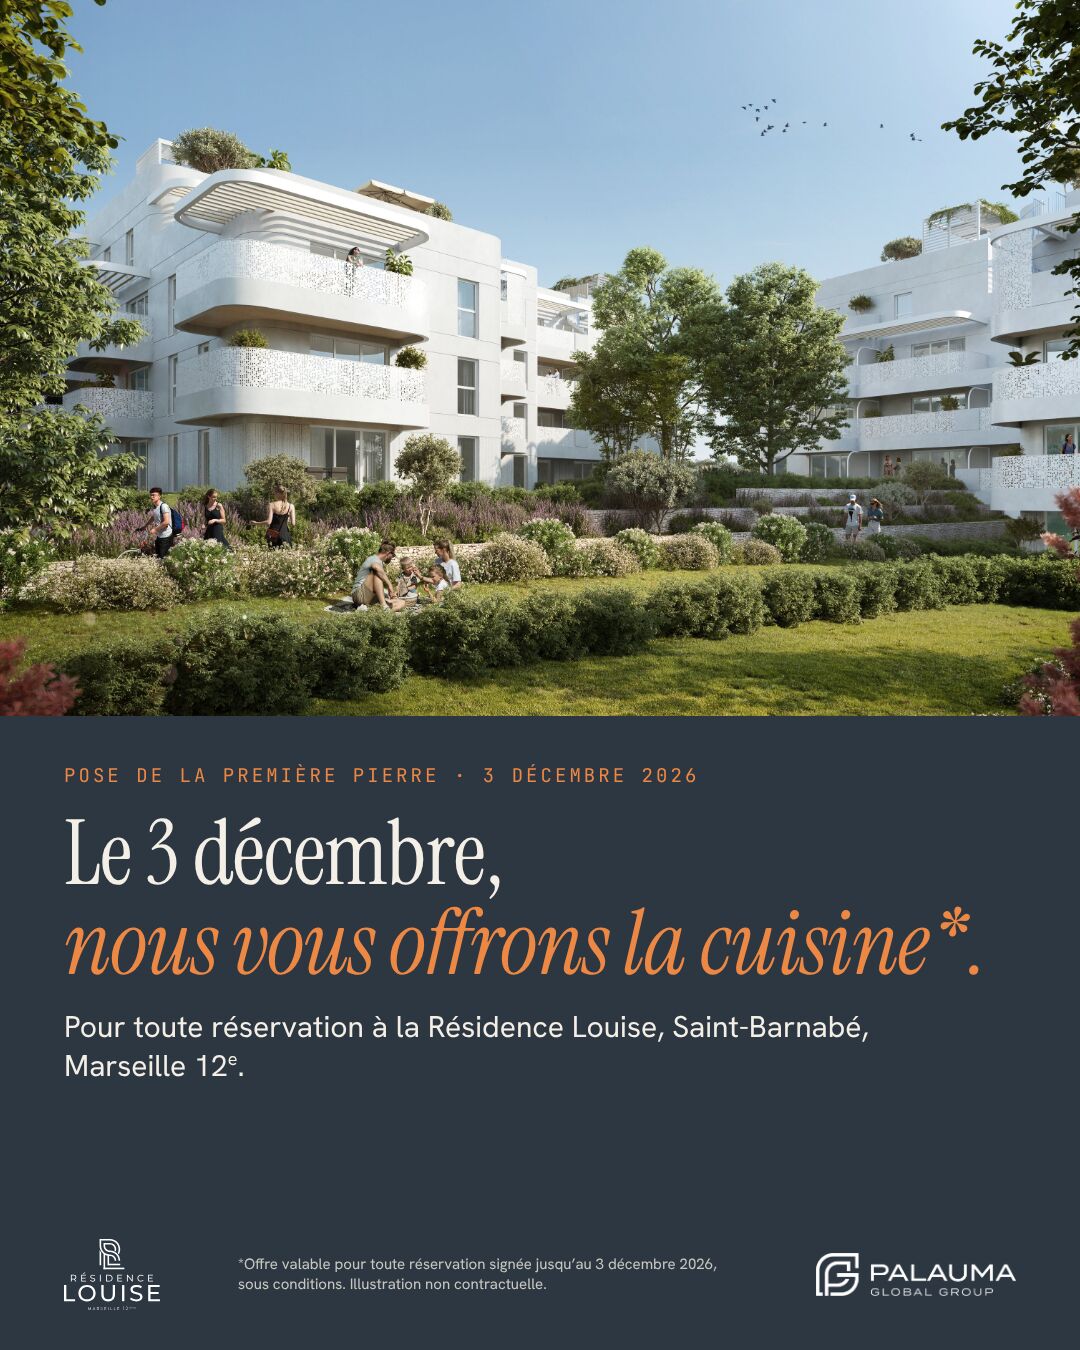 POSE DE LA PREMIÈRE PIERRE · 3 DÉCEMBRE 2026
Le 3 décembre,
nous vous offrons la cuisine*.
Pour toute réservation à la Résidence Louise, Saint-Barnabé,
Marseille 12ᵉ.
RÉSIDENCE
LOUISE
MARSEILLE 12ᵉᵐᵉ
*Offre valable pour toute réservation signée jusqu’au 3 décembre 2026,
sous conditions. Illustration non contractuelle.
PALAUMA
GLOBAL GROUP